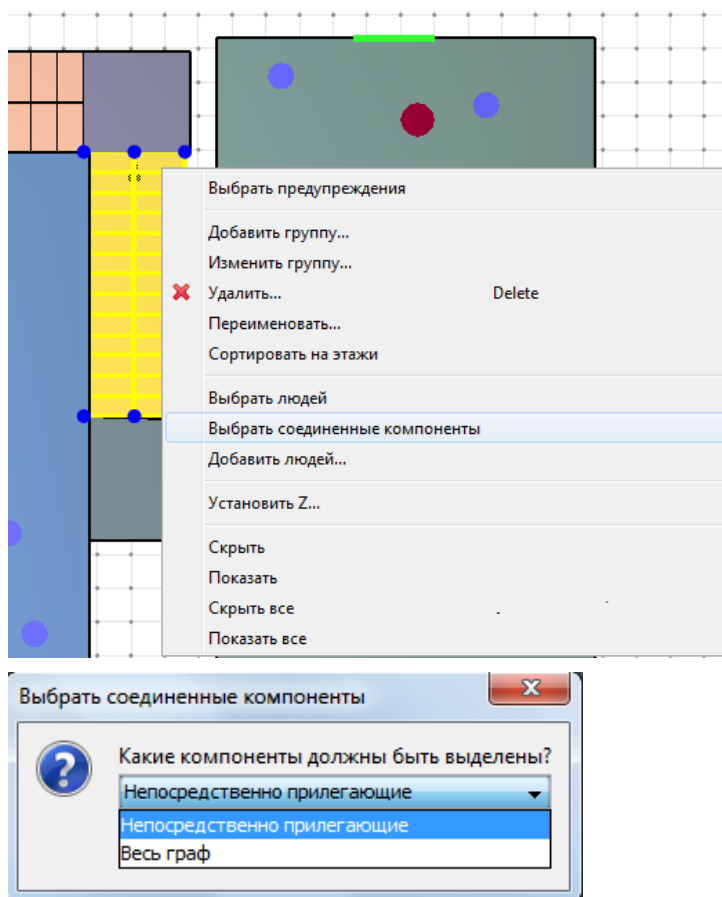 Выбрать предупреждения
Добавить группу...
Изменить группу...
Удалить... Delete
Переименовать...
Сортировать на этажи
Выбрать людей
Выбрать соединенные компоненты
Добавить людей...
Установить Z...
Скрыть
Показать
Скрыть все
Показать все
Выбрать соединенные компоненты
Какие компоненты должны быть выделены?
Непосредственно прилегающие
Непосредственно прилегающие
Весь граф